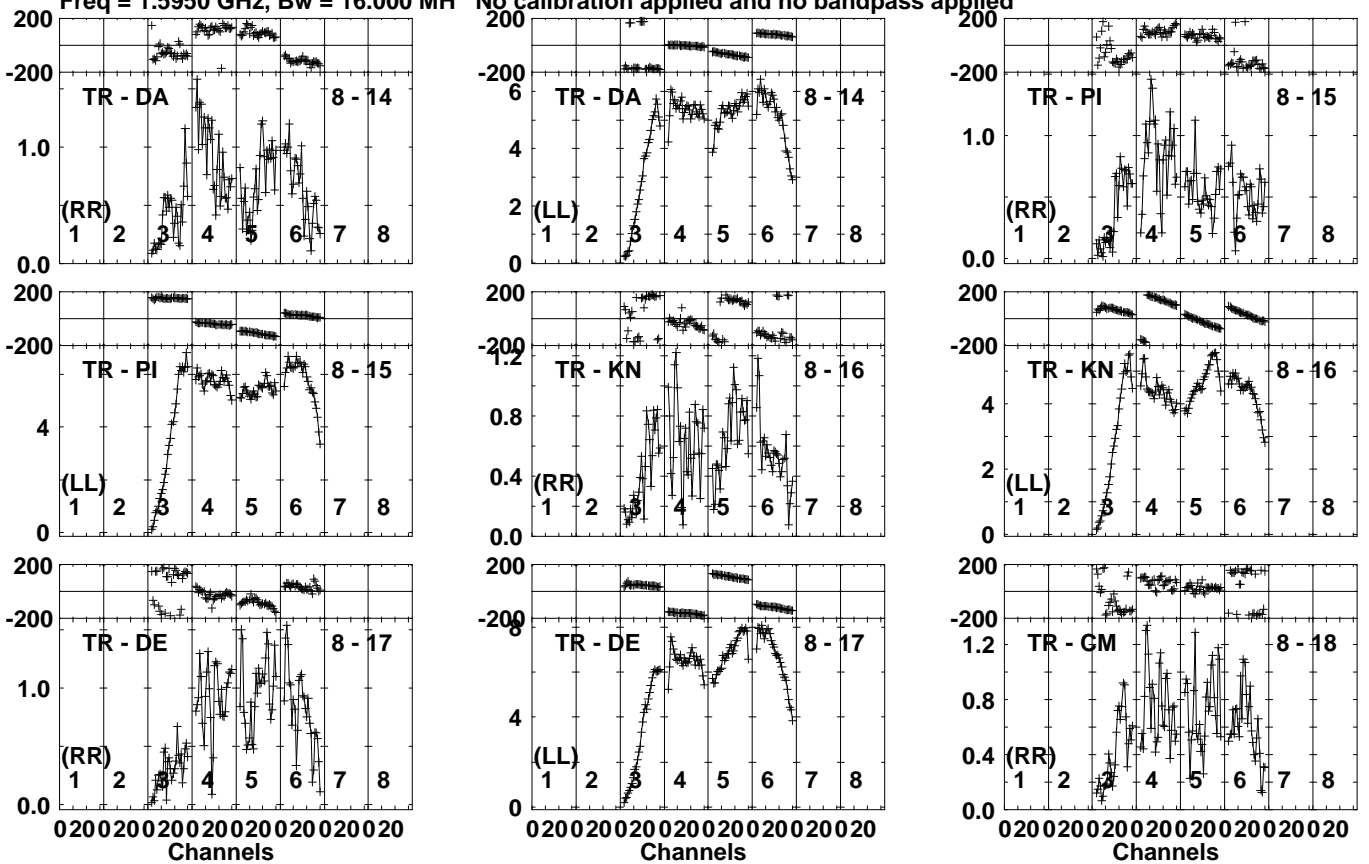 Freq = 1.5950 GHz, Bw = 16.000 MH No calibration applied and no bandpass applied
200
-200
TR - DA 8 - 14
1.0
(RR)
1 2 3 4 5 6 7 8
0.0
200
-200
6
TR - DA 8 - 14
4
2
(LL)
1 2 3 4 5 6 7 8
0
200
-200
TR - PI 8 - 15
1.0
(RR)
1 2 3 4 5 6 7 8
0.0
200
-200
TR - PI 8 - 15
4
(LL)
1 2 3 4 5 6 7 8
0
200
-200
1.2
TR - KN 8 - 16
0.8
0.4
(RR)
1 2 3 4 5 6 7 8
0.0
200
-200
TR - KN 8 - 16
4
2
(LL)
1 2 3 4 5 6 7 8
0
200
-200
TR - DE 8 - 17
1.0
(RR)
1 2 3 4 5 6 7 8
0.0
0 20 0 20 0 20 0 20 0 20 0 20 0 20 0 20
Channels
200
-200
8
TR - DE 8 - 17
4
(LL)
1 2 3 4 5 6 7 8
0
0 20 0 20 0 20 0 20 0 20 0 20 0 20 0 20
Channels
200
-200
1.2
TR - CM 8 - 18
0.8
0.4
(RR)
1 2 3 4 5 6 7 8
0.0
0 20 0 20 0 20 0 20 0 20 0 20 0 20 0 20
Channels